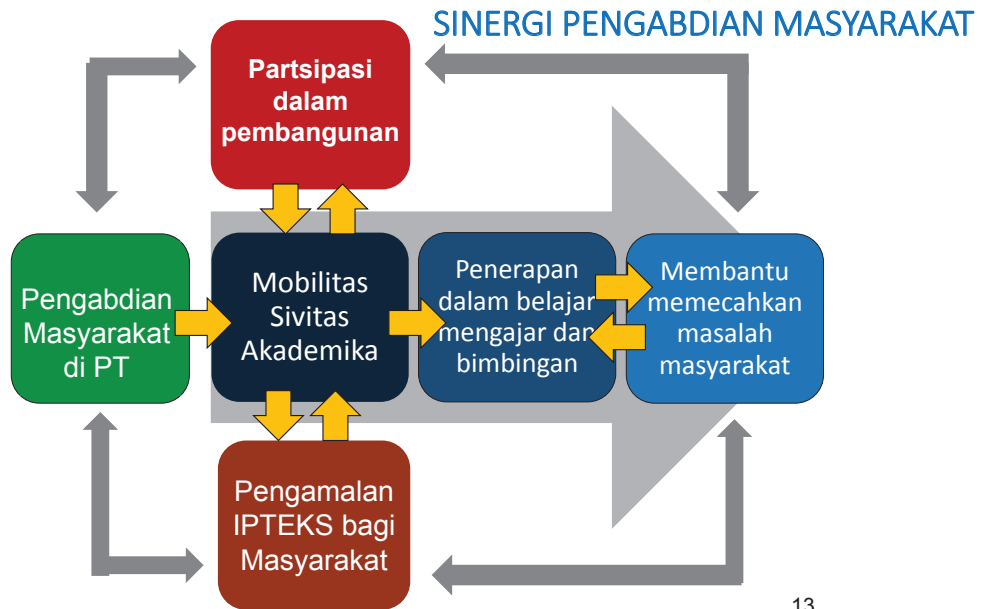 SINERGI PENGABDIAN MASYARAKAT
Partsipasi
dalam
pembangunan
Pengabdian
Masyarakat
di PT
Mobilitas
Sivitas
Akademika
Penerapan
dalam belajar
mengajar dan
bimbingan
Membantu
memecahkan
masalah
masyarakat
Pengamalan
IPTEKS bagi
Masyarakat
13